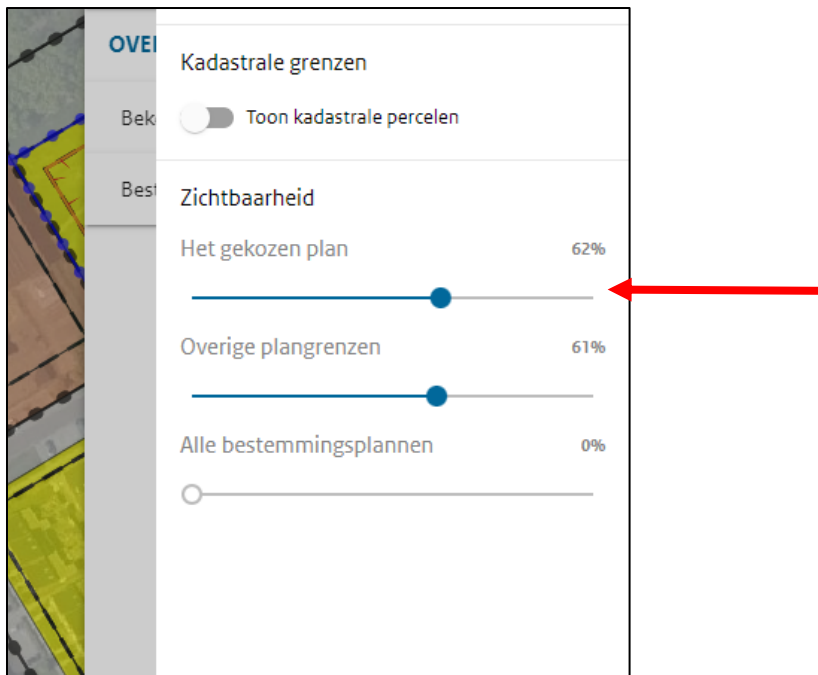 OVE
Kadastrale grenzen
Bek
Toon kadastrale percelen
Best
Zichtbaarheid
Het gekozen plan 62%
Overige plangrenzen 61%
Alle bestemmingsplannen 0%